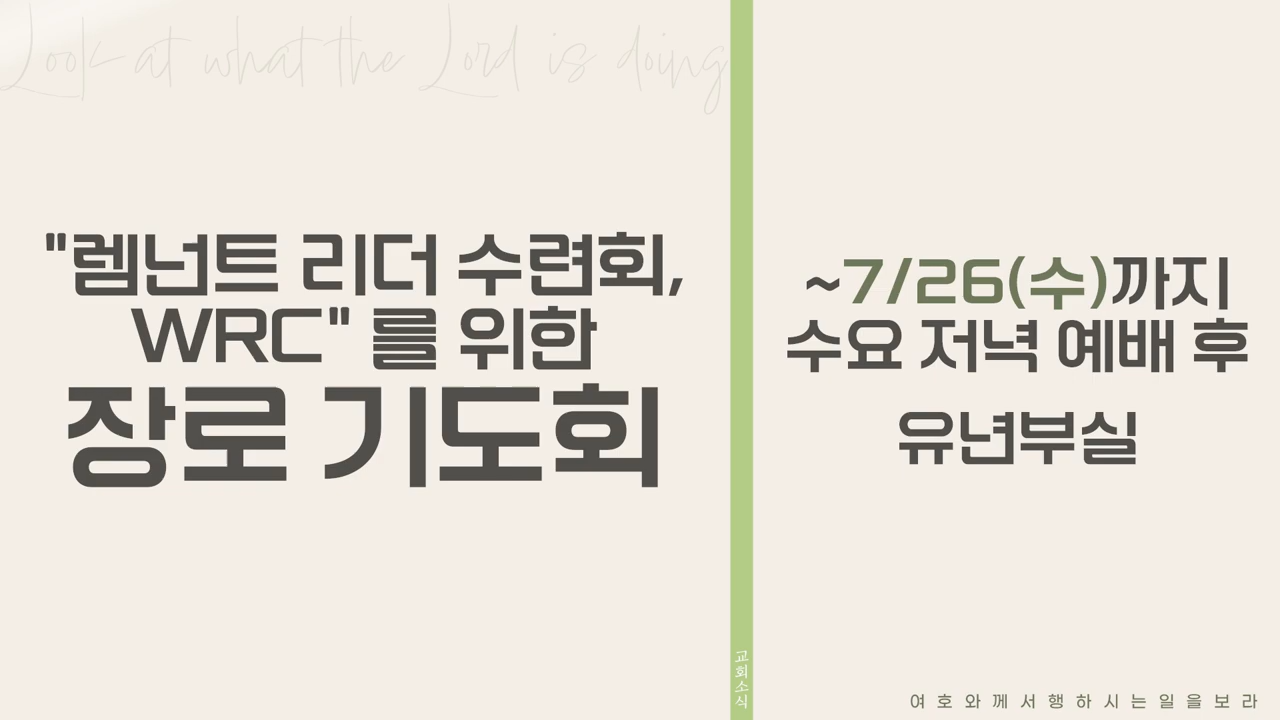 Look at what the Lord is doing
"렘넌트 리더 수련회,
WRC" 를 위한
장로 기도회
~7/26(수)까지
수요 저녁 예배 후
유년부실
교회소식
여호와께서행하시는일을보라